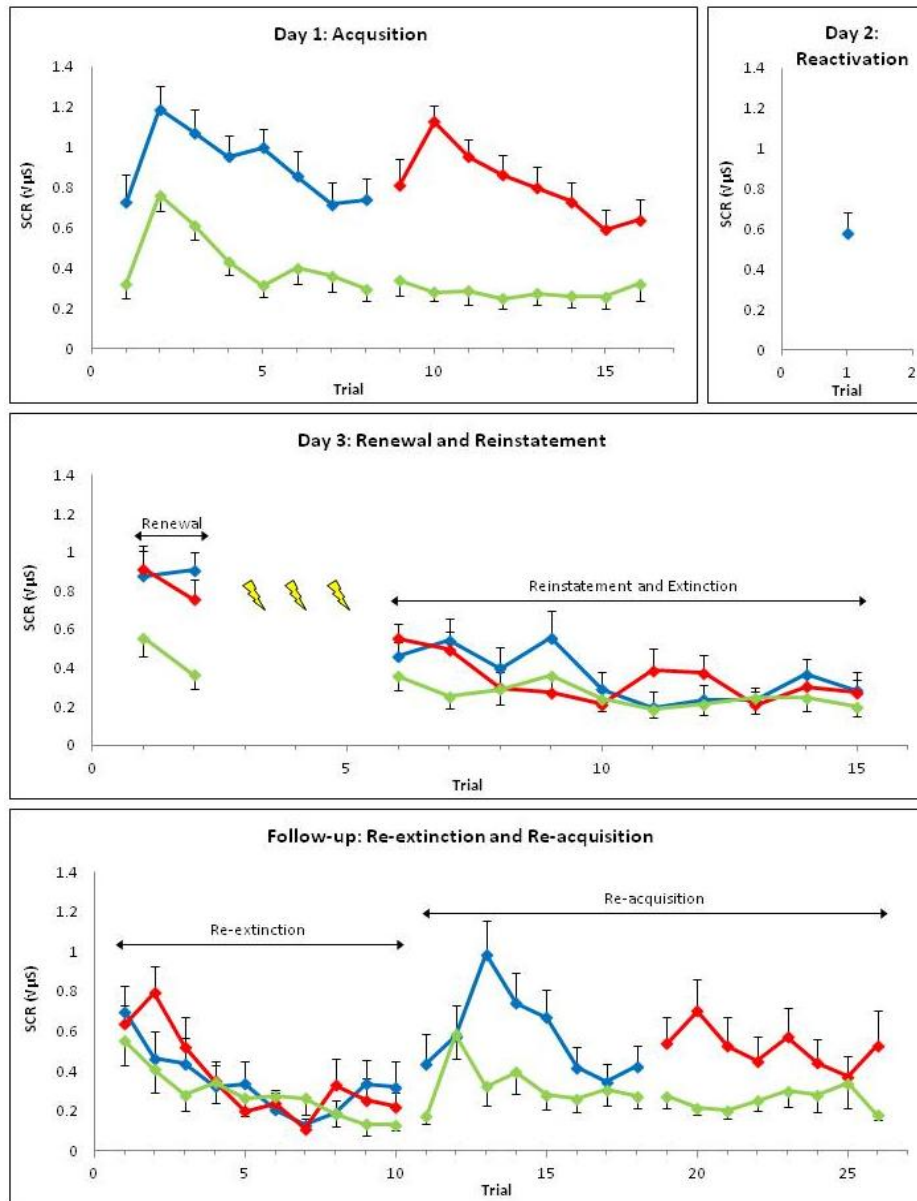 Day 1: Acqusition
1.4
1.2
1
0.8
0.6
0.4
0.2
0
SCR (√µS)
0 5 10 15
Trial
Day 2:
Reactivation
1.4
1.2
1
0.8
0.6
0.4
0.2
0
SCR (√µS)
0 1 2
Trial
Day 3: Renewal and Reinstatement
1.4
1.2
1
0.8
0.6
0.4
0.2
0
SCR (√µS)
Renewal
Reinstatement and Extinction
0 5 10 15
Trial
Follow-up: Re-extinction and Re-acquisition
1.4
1.2
1
0.8
0.6
0.4
0.2
0
SCR (√µS)
Re-extinction
Re-acquisition
0 5 10 15 20 25
Trial